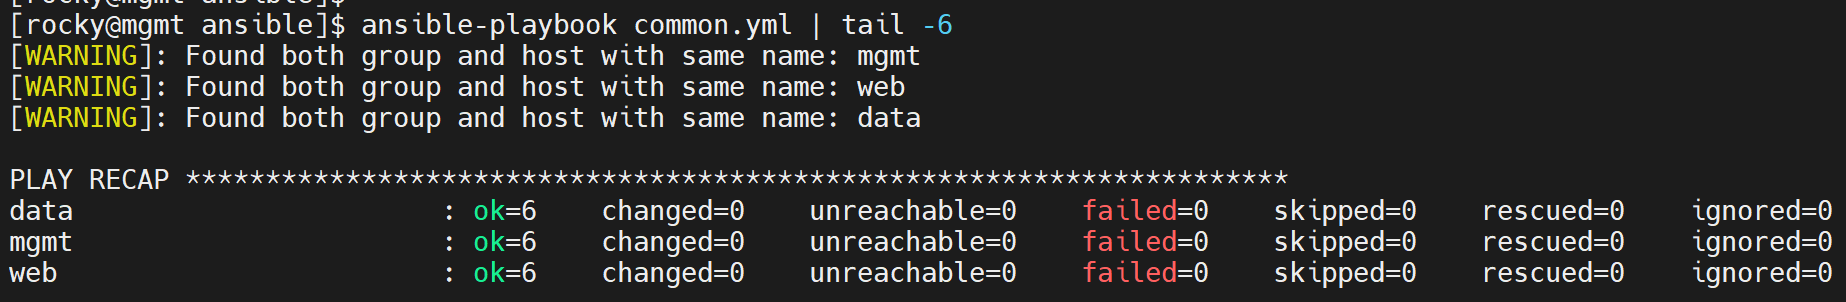 [rocky@mgmt ansible]$
[rocky@mgmt ansible]$ ansible-playbook common.yml | tail -6
[WARNING]: Found both group and host with same name: mgmt
[WARNING]: Found both group and host with same name: web
[WARNING]: Found both group and host with same name: data
PLAY RECAP *********************************************************************
data                       : ok=6    changed=0    unreachable=0    failed=0    skipped=0    rescued=0    ignored=0
mgmt                       : ok=6    changed=0    unreachable=0    failed=0    skipped=0    rescued=0    ignored=0
web                        : ok=6    changed=0    unreachable=0    failed=0    skipped=0    rescued=0    ignored=0